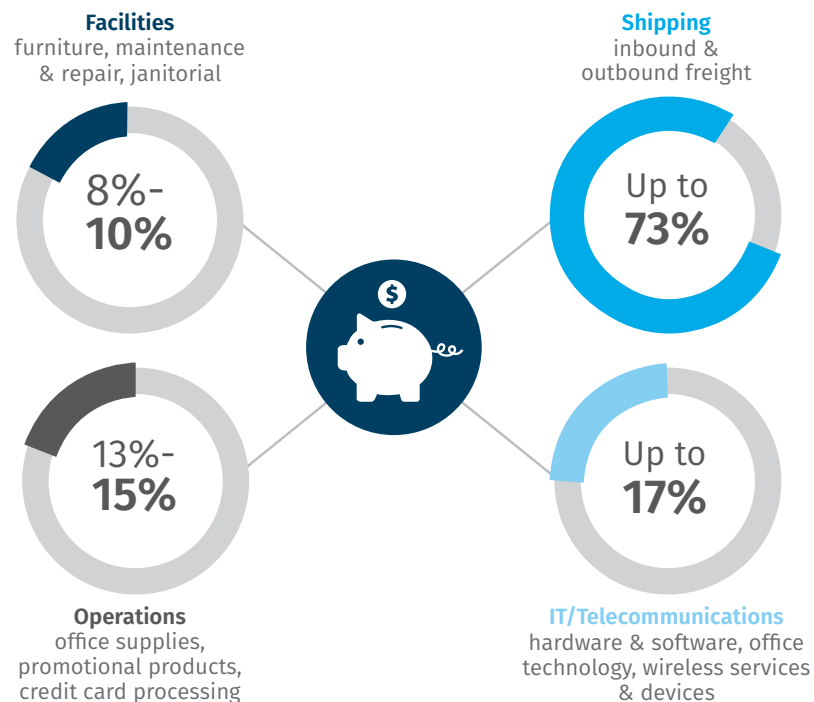 Facilities
furniture, maintenance
& repair, janitorial
8%-
10%
Shipping
inbound &
outbound freight
Up to
73%
$
13%-
15%
Operations
office supplies,
promotional products,
credit card processing
Up to
17%
IT/Telecommunications
hardware & software, office
technology, wireless services
& devices